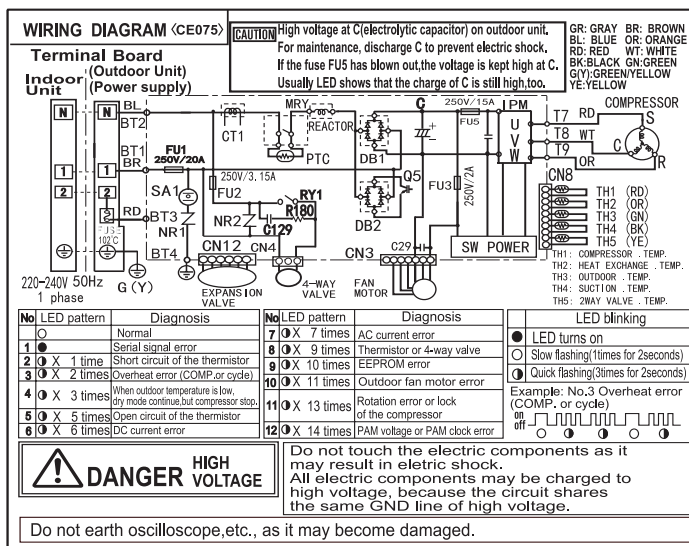 WIRING DIAGRAM 〈CE075〉
CAUTION High voltage at C(electrolytic capacitor) on outdoor unit.
For maintenance, discharge C to prevent electric shock.
If the fuse FU5 has blown out,the voltage is kept high at C.
Usually LED shows that the charge of C is still high,too.
GR: GRAY BR: BROWN
BL: BLUE OR: ORANGE
RD: RED WT: WHITE
BK:BLACK GN:GREEN
G(Y):GREEN/YELLOW
YE:YELLOW
Terminal Board
Indoor Unit
(Outdoor Unit)
(Power supply)
N N BL
BT2
BT1
1 1 BR
2 2
RD BT3
102℃
BT4
G (Y)
220-240V 50Hz
1 phase
FU1
250V/20A
SA1
NR1
250V/3.15A
FU2
NR2
RY1
R180
C129
CT1
MRY
PTC
REACTOR
DB1
DB2
Q5
C
250V/15A
FU5
FU3
250V/2A
C29
IPM
U
V
W
SW POWER
T7 RD
T8 WT
T9
OR
COMPRESSOR
S
C
R
CN8
TH1 (RD)
TH2 (OR)
TH3 (GN)
TH4 (BK)
TH5 (YE)
TH1: COMPRESSOR . TEMP.
TH2: HEAT EXCHANGE . TEMP.
TH3: OUTDOOR . TEMP.
TH4: SUCTION . TEMP.
TH5: 2WAY VALVE . TEMP.
CN12
EXPANSION VALVE
CN4
4-WAY VALVE
CN3
FAN MOTOR
No LED pattern Diagnosis
○ Normal
1 ● Serial signal error
2 ◑ X 1 time Short circuit of the thermistor
3 ◑ X 2 times Overheat error (COMP.or cycle)
4 ◑ X 3 times When outdoor temperature is low,
dry mode continue,but compressor stop.
5 ◑ X 5 times Open circuit of the thermistor
6 ◑ X 6 times DC current error
No LED pattern Diagnosis
7 ◑ X 7 times AC current error
8 ◑ X 9 times Thermistor or 4-way valve
9 ◑ X 10 times EEPROM error
10 ◑ X 11 times Outdoor fan motor error
11 ◑ X 13 times Rotation error or lock
of the compressor
12 ◑ X 14 times PAM voltage or PAM clock error
LED blinking
● LED turns on
○ Slow flashing(1times for 2seconds)
◑ Quick flashing(3times for 2seconds)
Example: No.3 Overheat error
(COMP. or cycle)
on
off
○ ◑ ◑ ○ ◑
DANGER HIGH VOLTAGE
Do not touch the electric components as it
may result in eletric shock.
All electric components may be charged to
high voltage, because the circuit shares
the same GND line of high voltage.
Do not earth oscilloscope,etc., as it may become damaged.